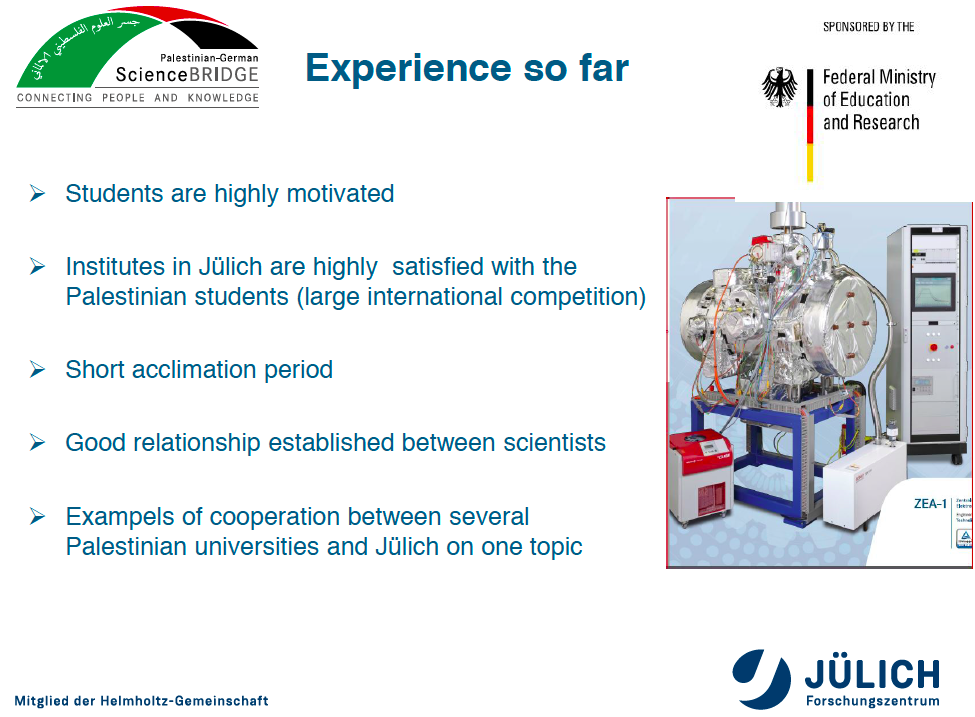 جسر العلوم الفلسطيني الالماني
Palestinian-German
ScienceBRIDGE
CONNECTING PEOPLE AND KNOWLEDGE
Experience so far
SPONSORED BY THE
Federal Ministry
of Education
and Research
➢ Students are highly motivated
➢ Institutes in Jülich are highly  satisfied with the
Palestinian students (large international competition)
➢ Short acclimation period
➢ Good relationship established between scientists
➢ Exampels of cooperation between several
Palestinian universities and Jülich on one topic
ZEA-1
Mitglied der Helmholtz-Gemeinschaft
JÜLICH
Forschungszentrum